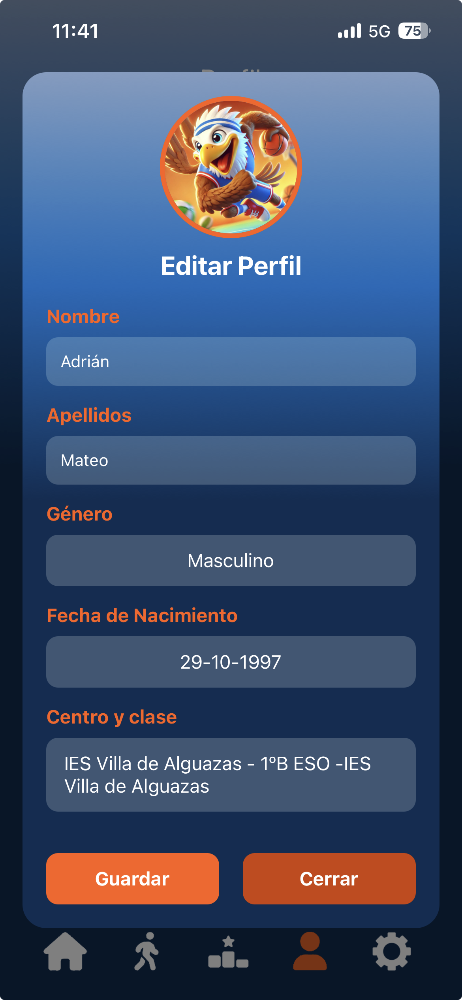 11:41
5G 75
Perfil
Editar Perfil
Nombre
Adrián
Apellidos
Mateo
Género
Masculino
Fecha de Nacimiento
29-10-1997
Centro y clase
IES Villa de Alguazas - 1ºB ESO -IES
Villa de Alguazas
Guardar
Cerrar